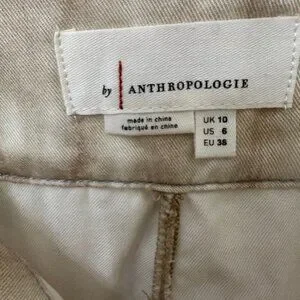 by ANTHROPOLOGIE
made in china
fabriqué en chine
UK 10
US 6
EU 38